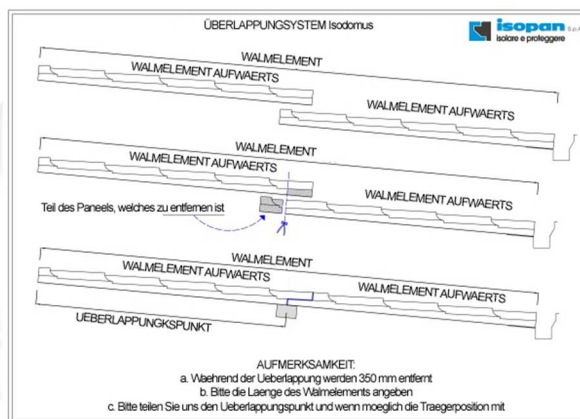 ÜBERLAPPUNGSYSTEM Isodomus
isopan S.p.A.
isolare e proteggere
WALMELEMENT
WALMELEMENT AUFWAERTS
WALMELEMENT AUFWAERTS
WALMELEMENT
WALMELEMENT AUFWAERTS
WALMELEMENT AUFWAERTS
Teil des Paneels, welches zu entfernen ist
WALMELEMENT
WALMELEMENT AUFWAERTS
WALMELEMENT AUFWAERTS
UEBERLAPPUNGKSPUNKT
AUFMERKSAMKEIT:
a. Waehrend der Ueberlappung werden 350 mm entfernt
b. Bitte die Laenge des Walmelements angeben
c. Bitte teilen Sie uns den Ueberlappungspunkt und wenn moeglich die Traegerposition mit